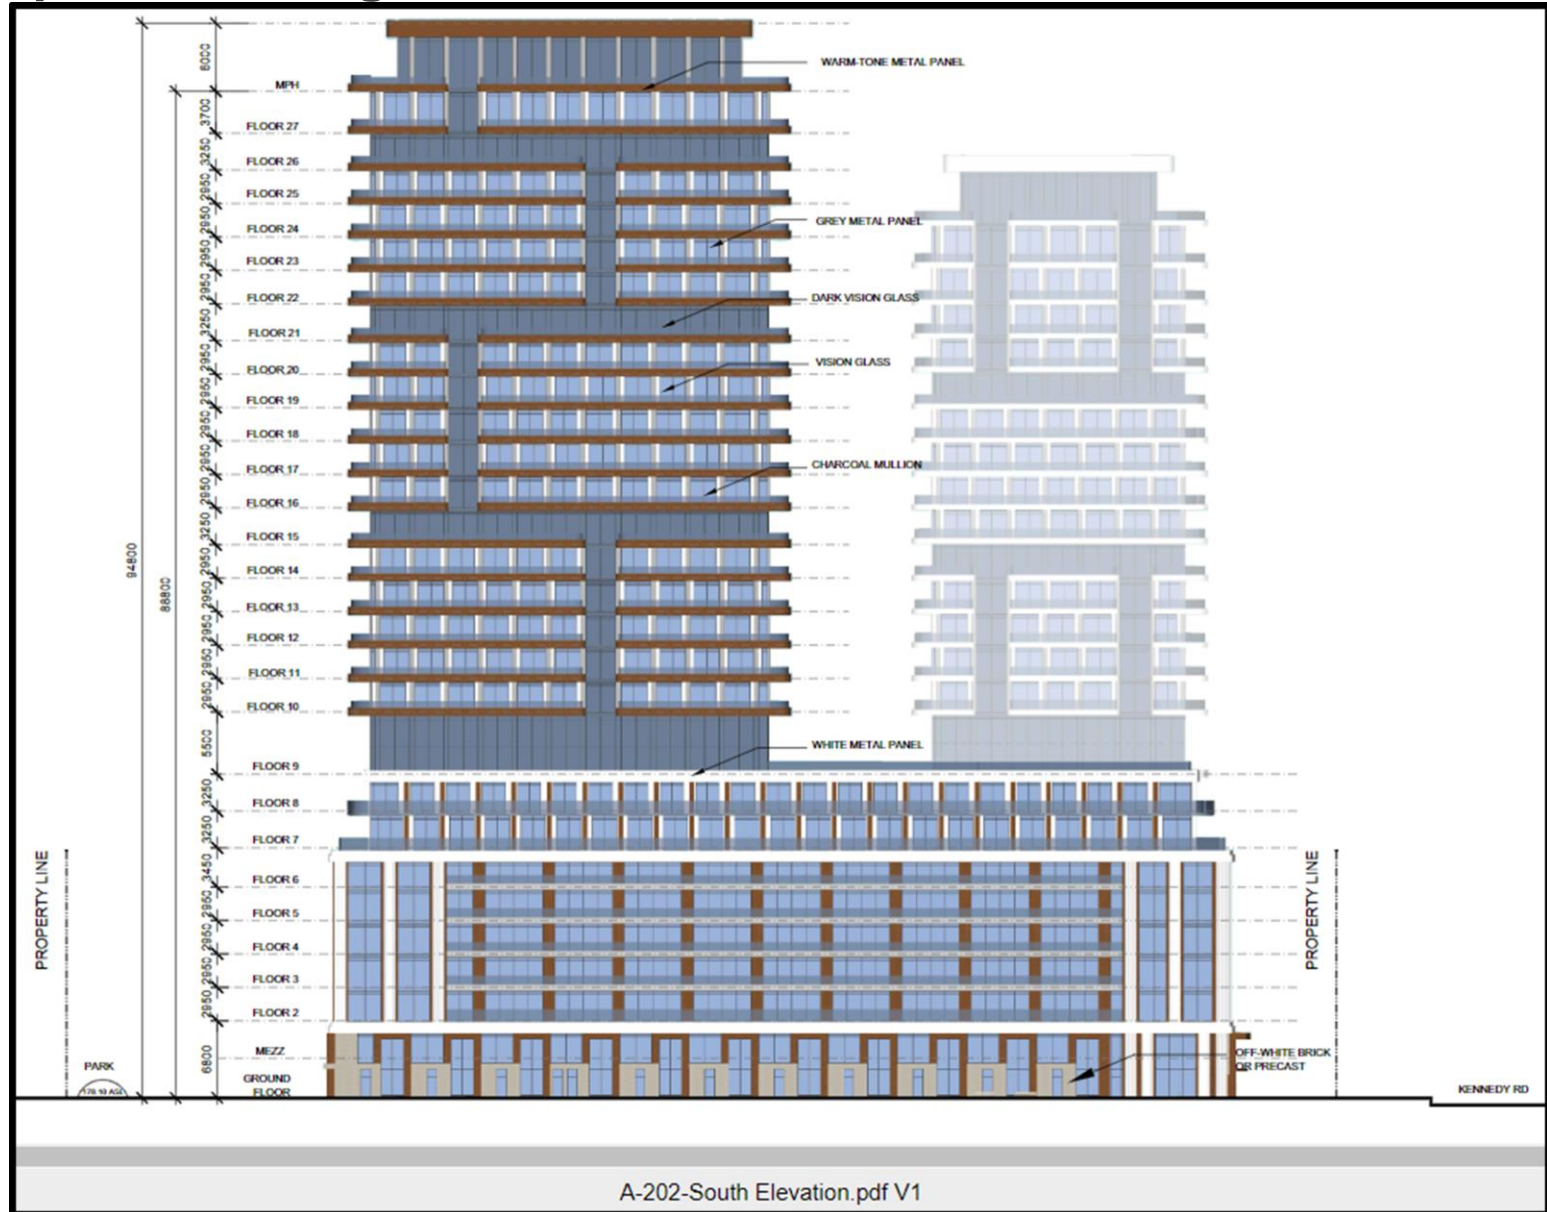 WARM-TONE METAL PANEL
GREY METAL PANEL
DARK VISION GLASS
VISION GLASS
CHARCOAL MULLION
WHITE METAL PANEL
OFF-WHITE BRICK
OR PRECAST
MPH
FLOOR 27
FLOOR 26
FLOOR 25
FLOOR 24
FLOOR 23
FLOOR 22
FLOOR 21
FLOOR 20
FLOOR 19
FLOOR 18
FLOOR 17
FLOOR 16
FLOOR 15
FLOOR 14
FLOOR 13
FLOOR 12
FLOOR 11
FLOOR 10
FLOOR 9
FLOOR 8
FLOOR 7
FLOOR 6
FLOOR 5
FLOOR 4
FLOOR 3
FLOOR 2
MEZZ
GROUND
FLOOR
6000
3700
3250
2950
2950
2950
2950
3250
2950
2950
2950
2950
2950
3250
2950
2950
2950
2950
2950
5500
3250
3250
3450
2950
2950
2950
2950
6800
94800
88800
PROPERTY LINE
PROPERTY LINE
PARK
178.10 ASL
KENNEDY RD
A-202-South Elevation.pdf V1